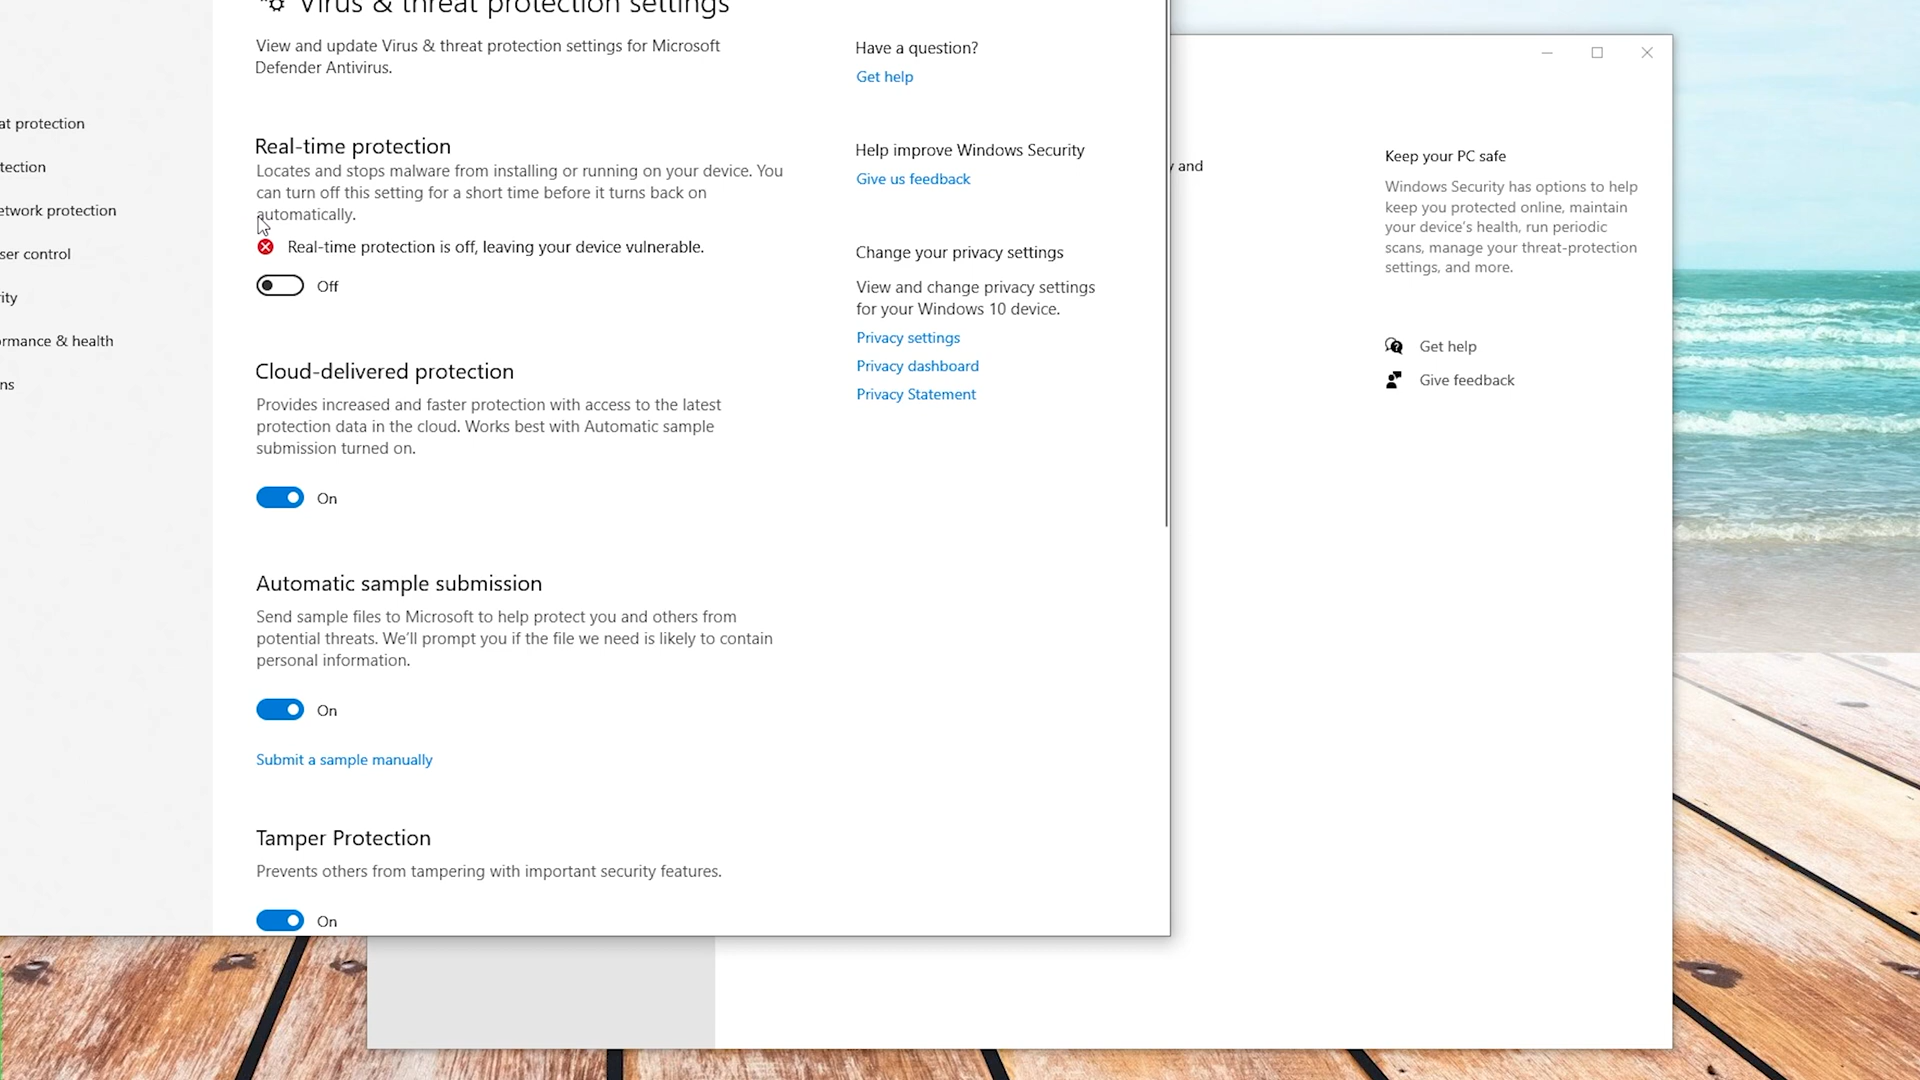 Virus & threat protection settings
View and update Virus & threat protection settings for Microsoft
Defender Antivirus.
Have a question?
Get help
at protection
tection
etwork protection
ser control
ity
rmance & health
ns
Real-time protection
Locates and stops malware from installing or running on your device. You
can turn off this setting for a short time before it turns back on
automatically.
Real-time protection is off, leaving your device vulnerable.
Off
Help improve Windows Security
Give us feedback
Change your privacy settings
View and change privacy settings
for your Windows 10 device.
Privacy settings
Privacy dashboard
Privacy Statement
Cloud-delivered protection
Provides increased and faster protection with access to the latest
protection data in the cloud. Works best with Automatic sample
submission turned on.
On
Automatic sample submission
Send sample files to Microsoft to help protect you and others from
potential threats. We'll prompt you if the file we need is likely to contain
personal information.
On
Submit a sample manually
Tamper Protection
Prevents others from tampering with important security features.
On
y and
Keep your PC safe
Windows Security has options to help
keep you protected online, maintain
your device's health, run periodic
scans, manage your threat-protection
settings, and more.
Get help
Give feedback